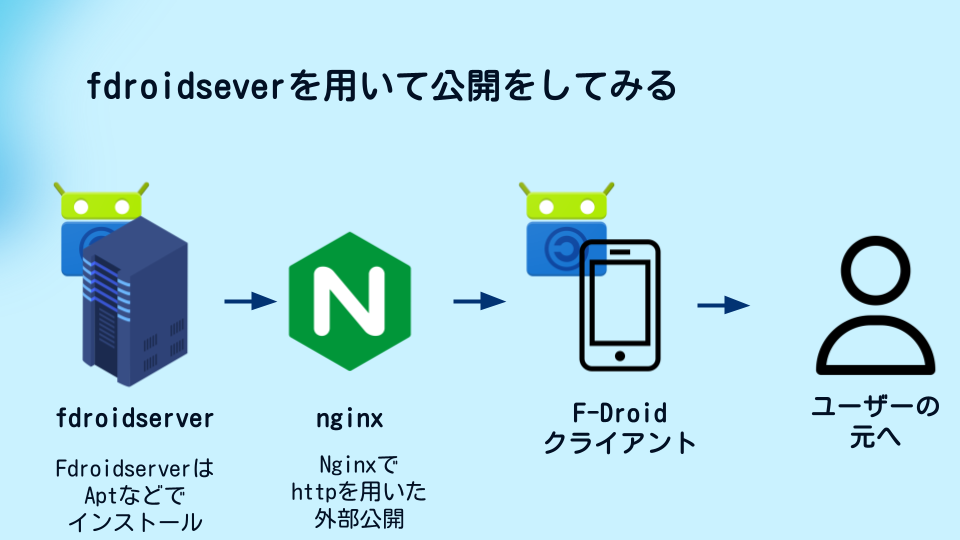 fdroidseverを用いて公開をしてみる
fdroidserver
Fdroidserverは
Aptなどで
インストール
nginx
Nginxで
httpを用いた
外部公開
F-Droid
クライアント
ユーザーの
元へ